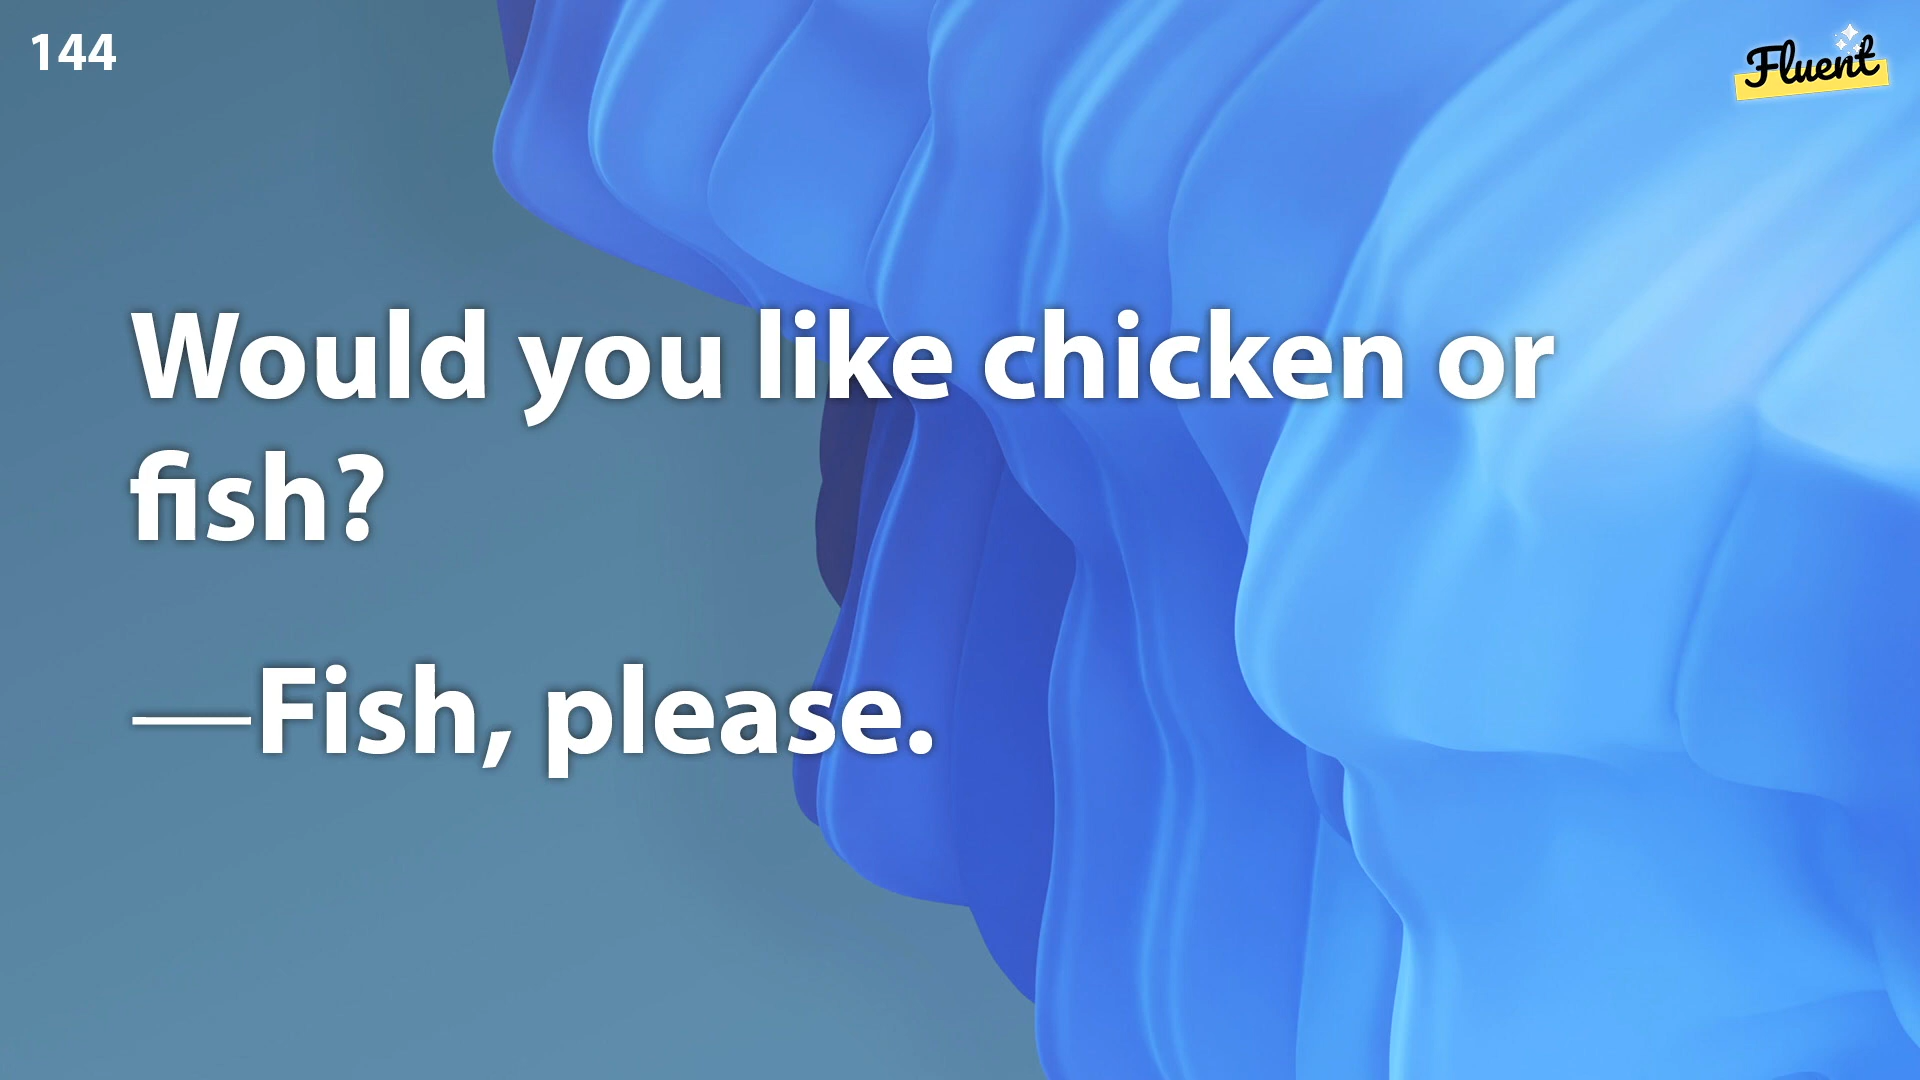 144
Fluent
Would you like chicken or
fish?
—Fish, please.